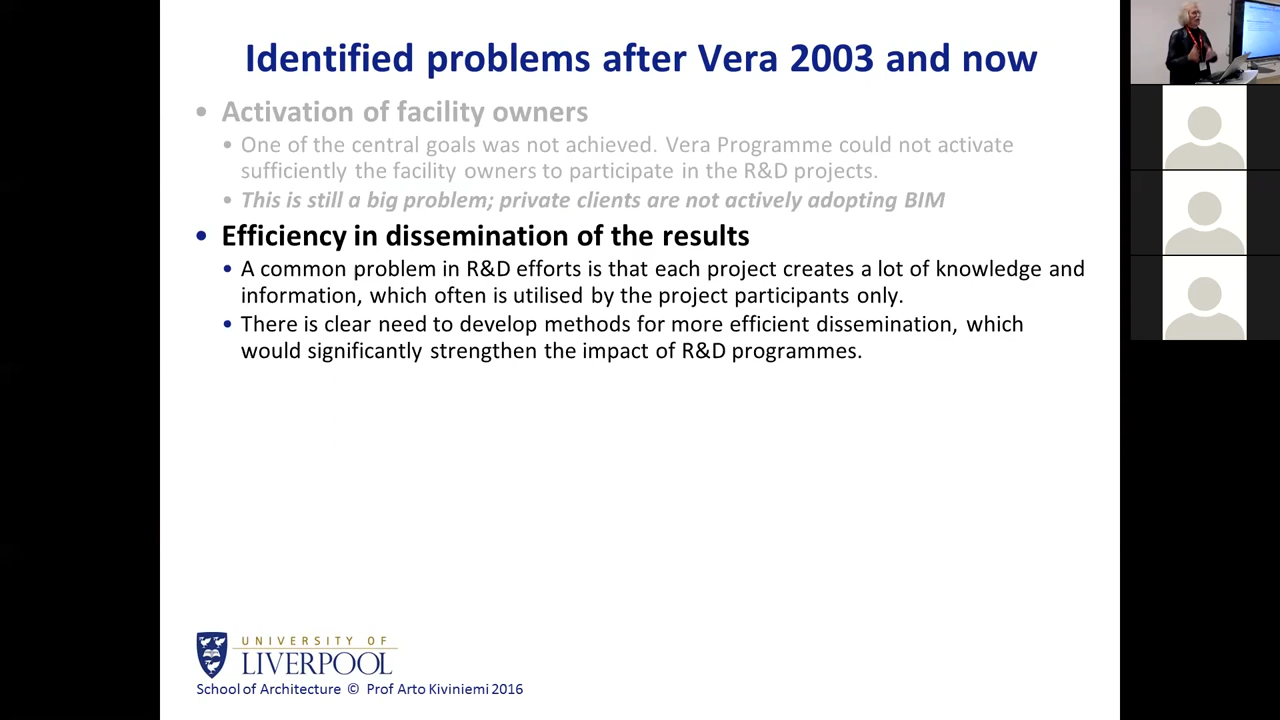 Identified problems after Vera 2003 and now
• Activation of facility owners
• One of the central goals was not achieved. Vera Programme could not activate
sufficiently the facility owners to participate in the R&D projects.
• This is still a big problem; private clients are not actively adopting BIM
• Efficiency in dissemination of the results
• A common problem in R&D efforts is that each project creates a lot of knowledge and
information, which often is utilised by the project participants only.
• There is clear need to develop methods for more efficient dissemination, which
would significantly strengthen the impact of R&D programmes.
UNIVERSITY OF
LIVERPOOL
School of Architecture © Prof Arto Kiviniemi 2016